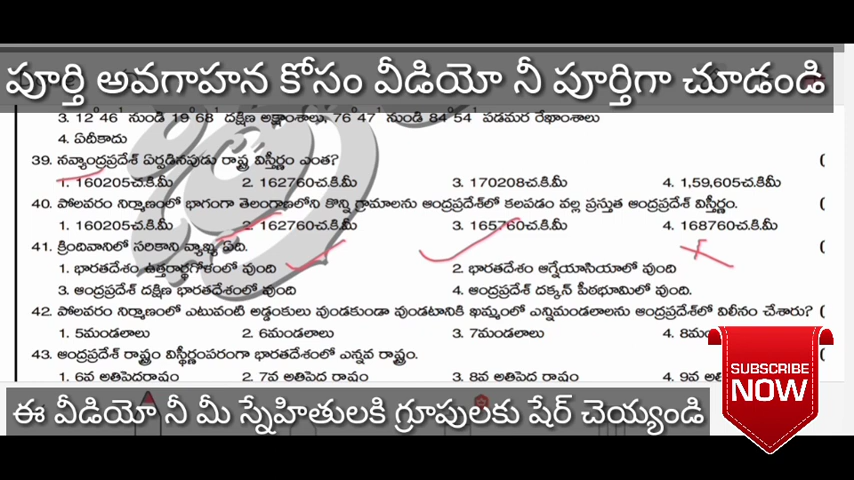 పూర్తి అవగాహన కోసం వీడియో నీ పూర్తిగా చూడండి
3. 12°46' నుండి 19°68' దక్షిణ అక్షాంశాలు, 76°47' నుండి 84°54' పడమర రేఖాంశాలు
4. ఏదీకాదు
39. నవ్యాంధ్రప్రదేశ్ ఏర్పడినపుడు రాష్ట్ర విస్తీర్ణం ఎంత? (
1. 160205చ.కి.మీ 2. 162760చ.కి.మీ 3. 170208చ.కి.మీ 4. 1,59,605చ.కి.మీ
40. పోలవరం నిర్మాణంలో భాగంగా తెలంగాణలోని కొన్ని గ్రామాలను ఆంధ్రప్రదేశ్‌లో కలపడం వల్ల ప్రస్తుత ఆంధ్రప్రదేశ్ విస్తీర్ణం. (
1. 160205చ.కి.మీ 2. 162760చ.కి.మీ 3. 165760చ.కి.మీ 4. 168760చ.కి.మీ
41. క్రిందివానిలో సరికాని వ్యాఖ్య ఏది. (
1. భారతదేశం ఉత్తరార్థగోళంలో వుంది 2. భారతదేశం ఆగ్నేయాసియాలో వుంది
3. ఆంధ్రప్రదేశ్ దక్షిణ భారతదేశంలో వుంది 4. ఆంధ్రప్రదేశ్ దక్కన్ పీఠభూమిలో వుంది.
42. పోలవరం నిర్మాణంలో ఎటువంటి అడ్డంకులు వుండకుండా వుండటానికి ఖమ్మంలో ఎన్నిమండలాలను ఆంధ్రప్రదేశ్‌లో విలీనం చేశారు? (
1. 5మండలాలు 2. 6మండలాలు 3. 7మండలాలు 4. 8మం
43. ఆంధ్రప్రదేశ్ రాష్ట్రం విస్తీర్ణంపరంగా భారతదేశంలో ఎన్నవ రాష్ట్రం. (
1. 6వ అతిపెద్దరాష్ట్రం 2. 7వ అతిపెద్ద రాష్ట్రం 3. 8వ అతిపెద్ద రాష్ట్రం 4. 9వ
SUBSCRIBE
NOW
ఈ వీడియో నీ మీ స్నేహితులకి గ్రూపులకు షేర్ చెయ్యండి